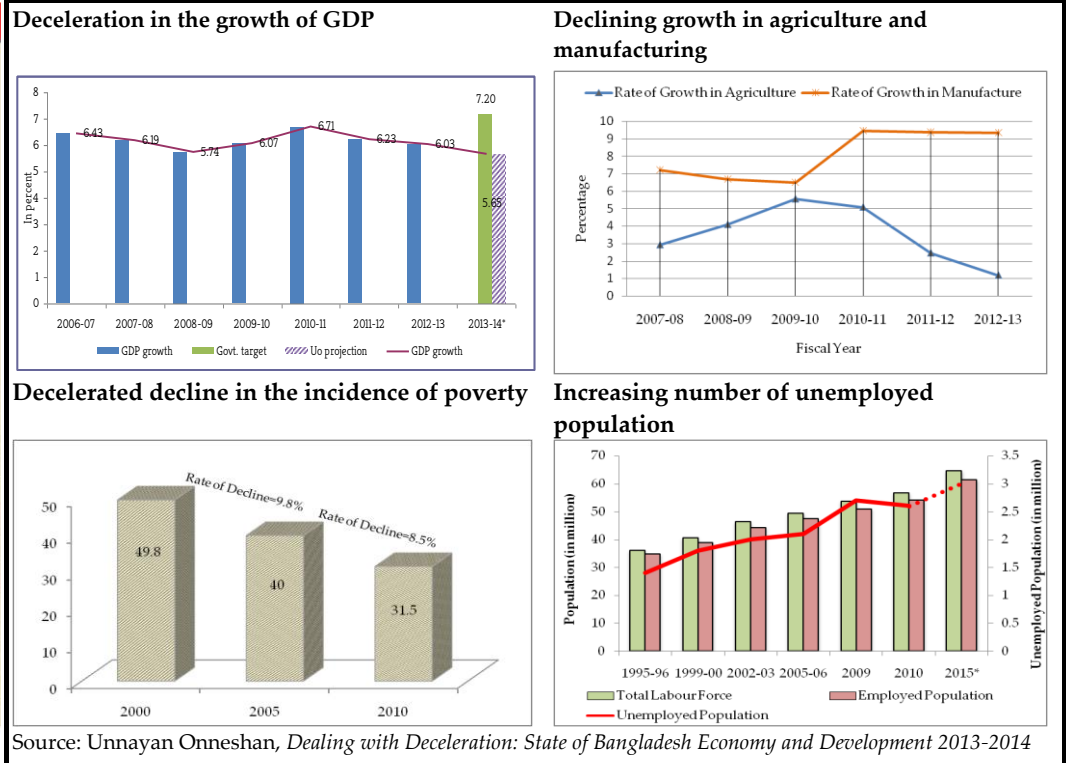 Deceleration in the growth of GDP
8
7
6
5
4
3
2
1
0
In percent
6.43
6.19
5.74
6.07
6.71
6.23
6.03
7.20
5.65
2006-07 2007-08 2008-09 2009-10 2010-11 2011-12 2012-13 2013-14*
GDP growth Govt. target Uo projection GDP growth
Declining growth in agriculture and
manufacturing
Rate of Growth in Agriculture Rate of Growth in Manufacture
10
9
8
7
6
5
4
3
2
1
0
Percentage
2007-08 2008-09 2009-10 2010-11 2011-12 2012-13
Fiscal Year
Decelerated decline in the incidence of poverty
Rate of Decline=9.8%
Rate of Decline=8.5%
50
40
30
20
10
0
49.8
40
31.5
2000 2005 2010
Increasing number of unemployed
population
70
60
50
40
30
20
10
0
Population (in million)
3.5
3
2.5
2
1.5
1
0.5
0
Unemployed Population (in million)
1995-96 1999-00 2002-03 2005-06 2009 2010 2015*
Total Labour Force Employed Population
Unemployed Population
Source: Unnayan Onneshan, Dealing with Deceleration: State of Bangladesh Economy and Development 2013-2014